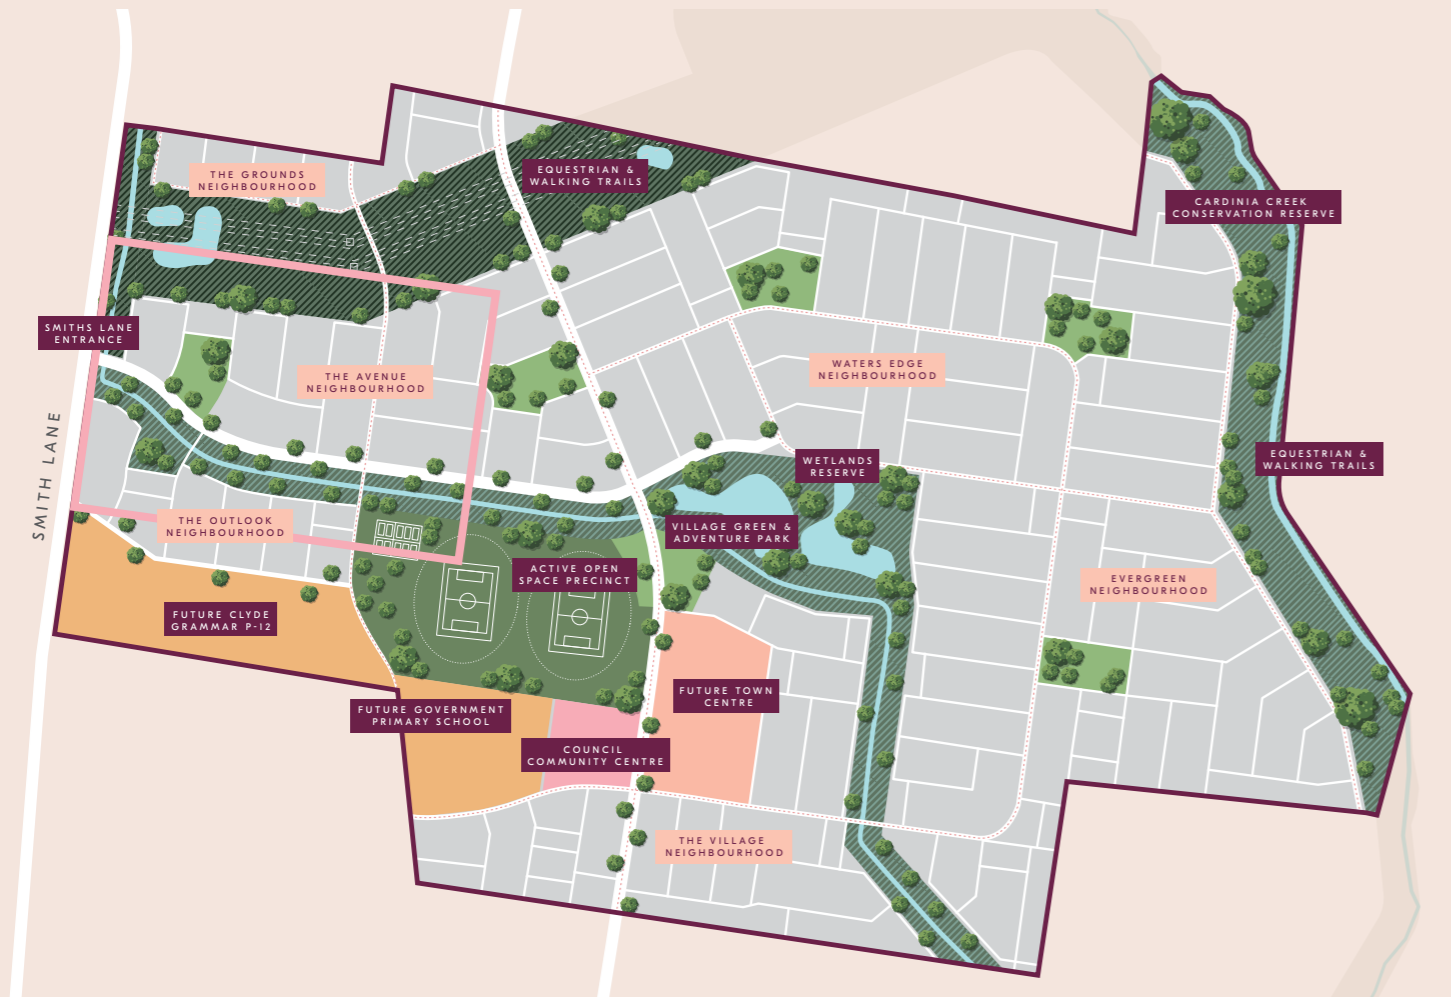 THE GROUNDS
NEIGHBOURHOOD
EQUESTRIAN &
WALKING TRAILS
CARDINIA CREEK
CONSERVATION RESERVE
SMITHS LANE
ENTRANCE
THE AVENUE
NEIGHBOURHOOD
WATERS EDGE
NEIGHBOURHOOD
SMITH LANE
WETLANDS
RESERVE
EQUESTRIAN &
WALKING TRAILS
THE OUTLOOK
NEIGHBOURHOOD
VILLAGE GREEN &
ADVENTURE PARK
ACTIVE OPEN
SPACE PRECINCT
EVERGREEN
NEIGHBOURHOOD
FUTURE CLYDE
GRAMMAR P-12
FUTURE TOWN
CENTRE
FUTURE GOVERNMENT
PRIMARY SCHOOL
COUNCIL
COMMUNITY CENTRE
THE VILLAGE
NEIGHBOURHOOD